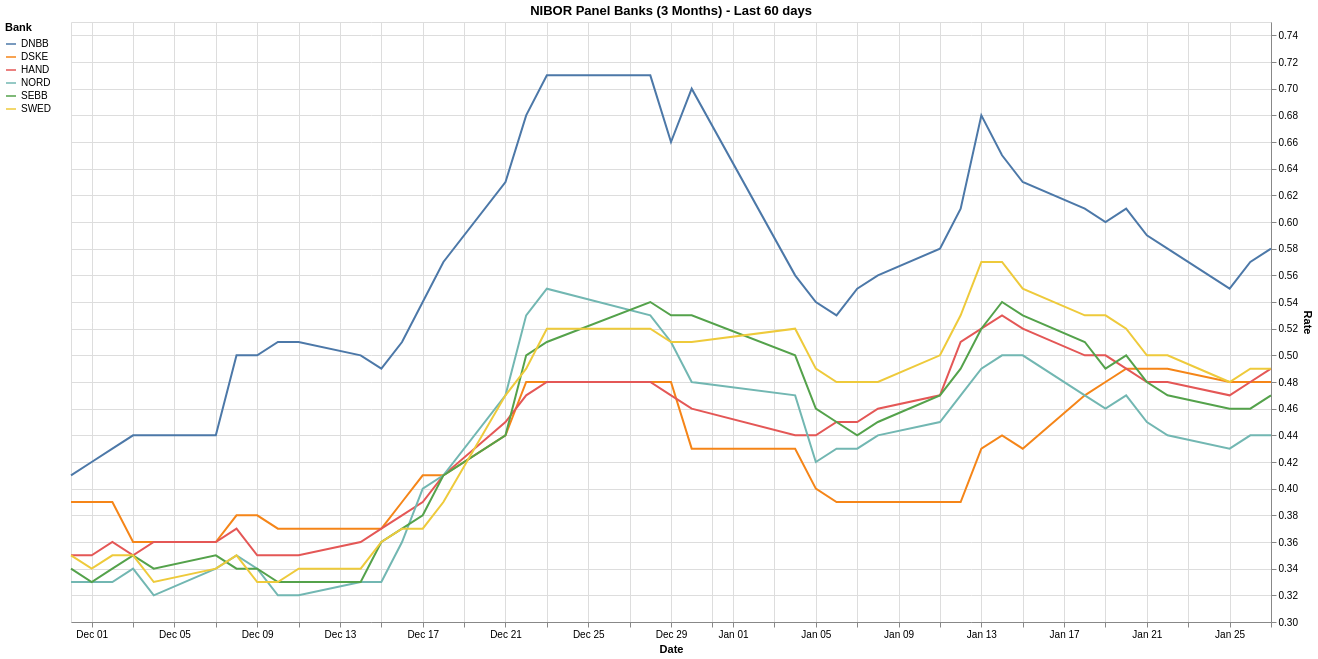 NIBOR Panel Banks (3 Months) - Last 60 days
Bank
DNBB
DSKE
HAND
NORD
SEBB
SWED
0.74
0.72
0.70
0.68
0.66
0.64
0.62
0.60
0.58
0.56
0.54
0.52
0.50
0.48
0.46
0.44
0.42
0.40
0.38
0.36
0.34
0.32
0.30
Rate
Dec 01 Dec 05 Dec 09 Dec 13 Dec 17 Dec 21 Dec 25 Dec 29 Jan 01 Jan 05 Jan 09 Jan 13 Jan 17 Jan 21 Jan 25
Date